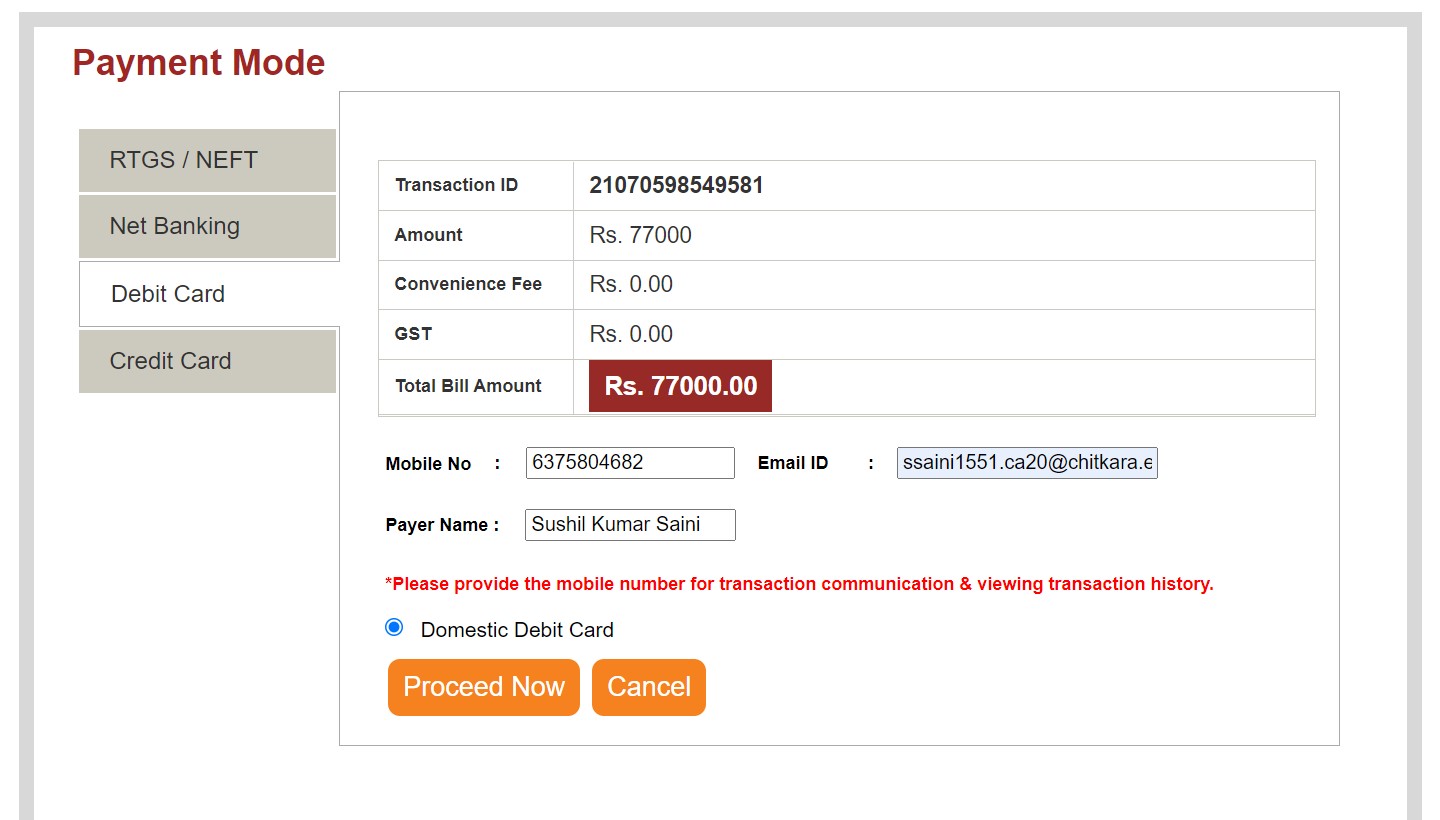 Payment Mode
RTGS / NEFT
Net Banking
Debit Card
Credit Card
Transaction ID 21070598549581
Amount Rs. 77000
Convenience Fee Rs. 0.00
GST Rs. 0.00
Total Bill Amount Rs. 77000.00
Mobile No : 6375804682 Email ID : ssaini1551.ca20@chitkara.e
Payer Name : Sushil Kumar Saini
*Please provide the mobile number for transaction communication & viewing transaction history.
Domestic Debit Card
Proceed Now Cancel